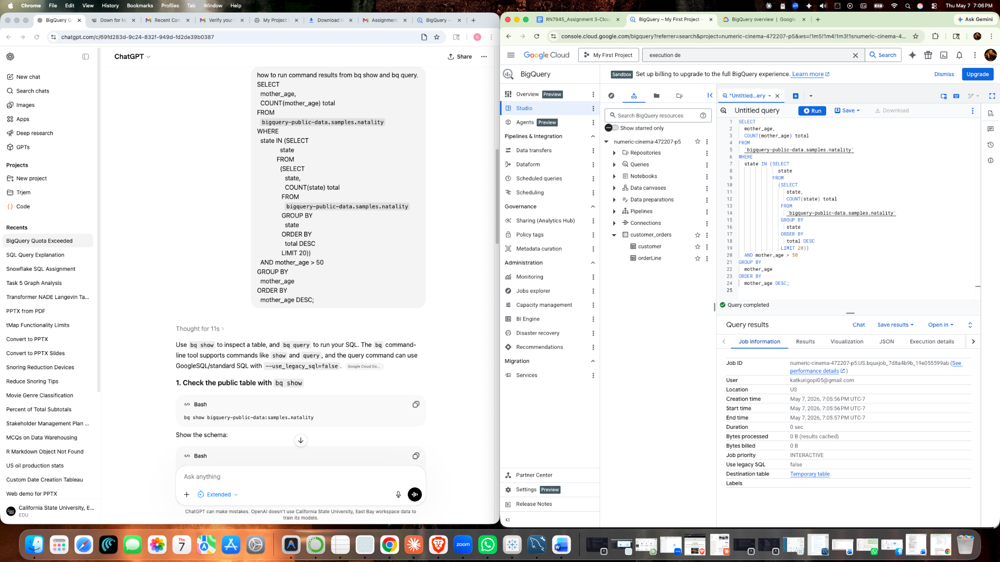 Chrome File Edit View History Bookmarks Profiles Tab Window Help
Thu May 7 7:06 PM
BigQuery Q
Down for M
Recent Can
Verify your
My Project
Download H
Assignment
BigQuery –
chatgpt.com/c/69fd283d-9c24-832f-949d-fd2de39b0387
G
New chat
Search chats
Images
Apps
Deep research
GPTs
Projects
New project
Trjem
Code
Recents
BigQuery Quota Exceeded
SQL Query Explanation
Snowflake SQL Assignment
Task 5 Graph Analysis
Transformer NADE Langevin Ta...
PPTX from PDF
tMap Functionality Limits
Convert to PPTX
Convert to PPTX Slides
Snoring Reduction Devices
Reduce Snoring Tips
Movie Genre Classification
Percent of Total Subtotals
Stakeholder Management Plan ...
MCQs on Data Warehousing
R Markdown Object Not Found
US oil production stats
Custom Date Creation Tableau
Web demo for PPTX
California State University, E...
EDU
ChatGPT
Share
how to run command results from bq show and bq query.
SELECT
mother_age,
COUNT(mother_age) total
FROM
bigquery-public-data.samples.natality
WHERE
state IN (SELECT
state
FROM
(SELECT
state,
COUNT(state) total
FROM
bigquery-public-data.samples.natality
GROUP BY
state
ORDER BY
total DESC
LIMIT 20))
AND mother_age > 50
GROUP BY
mother_age
ORDER BY
mother_age DESC;
Thought for 11s
Use bq show to inspect a table, and bq query to run your SQL. The bq command-
line tool supports commands like show and query, and the query command can use
GoogleSQL/standard SQL with --use_legacy_sql=false. Google Cloud Do...
1. Check the public table with bq show
Bash
bq show bigquery-public-data:samples.natality
Show the schema:
Bash
Ask anything
Extended
ChatGPT can make mistakes. OpenAI doesn't use California State University, East Bay workspace data to
train its models.
RN7945_Assignment 3-Clou
BigQuery – My First Project –
BigQuery overview | Google
Ask Gemini
console.cloud.google.com/bigquery?referrer=search&project=numeric-cinema-472207-p5&ws=!1m5!1m4!1m3!1snumeric-cinema-4...
Google Cloud
My First Project
execution de
Search
BigQuery
Sandbox Set up billing to upgrade to the full BigQuery experience. Learn more
Dismiss
Upgrade
Overview Preview
Studio
Agents Preview
Pipelines & Integration
Data transfers
Dataform
Scheduled queries
Scheduling
Governance
Sharing (Analytics Hub)
Policy tags
Metadata curation
Administration
Monitoring
Jobs explorer
Capacity management
BI Engine
Disaster recovery
Recommendations
Migration
Services
Partner Center
Settings Preview
Release Notes
Search BigQuery resources
Show starred only
numeric-cinema-472207-p5
Repositories
Queries
Notebooks
Data canvases
Data preparations
Pipelines
Connections
customer_orders
customer
orderLine
*Untitled...ery
Untitled query
Run
Save
Download
1 SELECT
2 mother_age,
3 COUNT(mother_age) total
4 FROM
5 `bigquery-public-data.samples.natality`
6 WHERE
7 state IN (SELECT
8 state
9 FROM
10 (SELECT
11 state,
12 COUNT(state) total
13 FROM
14 `bigquery-public-data.samples.natality`
15 GROUP BY
16 state
17 ORDER BY
18 total DESC
19 LIMIT 20))
20 AND mother_age > 50
21 GROUP BY
22 mother_age
23 ORDER BY
24 mother_age DESC;
25
Query completed
Query results
Chat
Save results
Open in
Job information
Results
Visualization
JSON
Execution details
Job ID numeric-cinema-472207-p5:US.bquxjob_7d8a4b9b_19e055599ab (See
performance details)
User katkurigopi05@gmail.com
Location US
Creation time May 7, 2026, 7:05:56 PM UTC-7
Start time May 7, 2026, 7:05:56 PM UTC-7
End time May 7, 2026, 7:05:57 PM UTC-7
Duration 0 sec
Bytes processed 0 B (results cached)
Bytes billed 0 B
Job priority INTERACTIVE
Use legacy SQL false
Destination table Temporary table
Labels
Thu
7
zoom